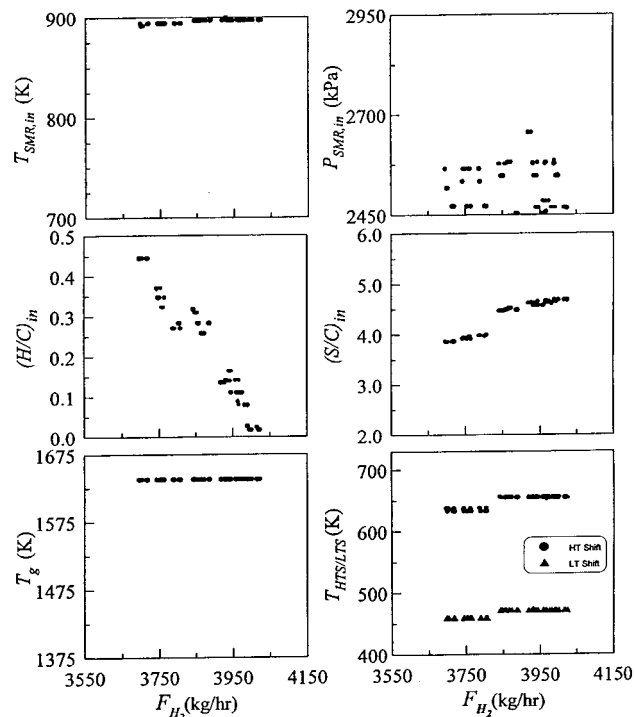 900
800
700
T_SMR,in (K)
2950
2700
2450
P_SMR,in (kPa)
0.5
0.4
0.3
0.2
0.1
0.0
(H/C)_in
6.0
5.0
4.0
3.0
2.0
(S/C)_in
1675
1575
1475
1375
T_g (K)
3550 3750 3950 4150
F_H₂(kg/hr)
700
600
500
400
T_HTS/LTS (K)
HT Shift
LT Shift
3550 3750 3950 4150
F_H₂(kg/hr)